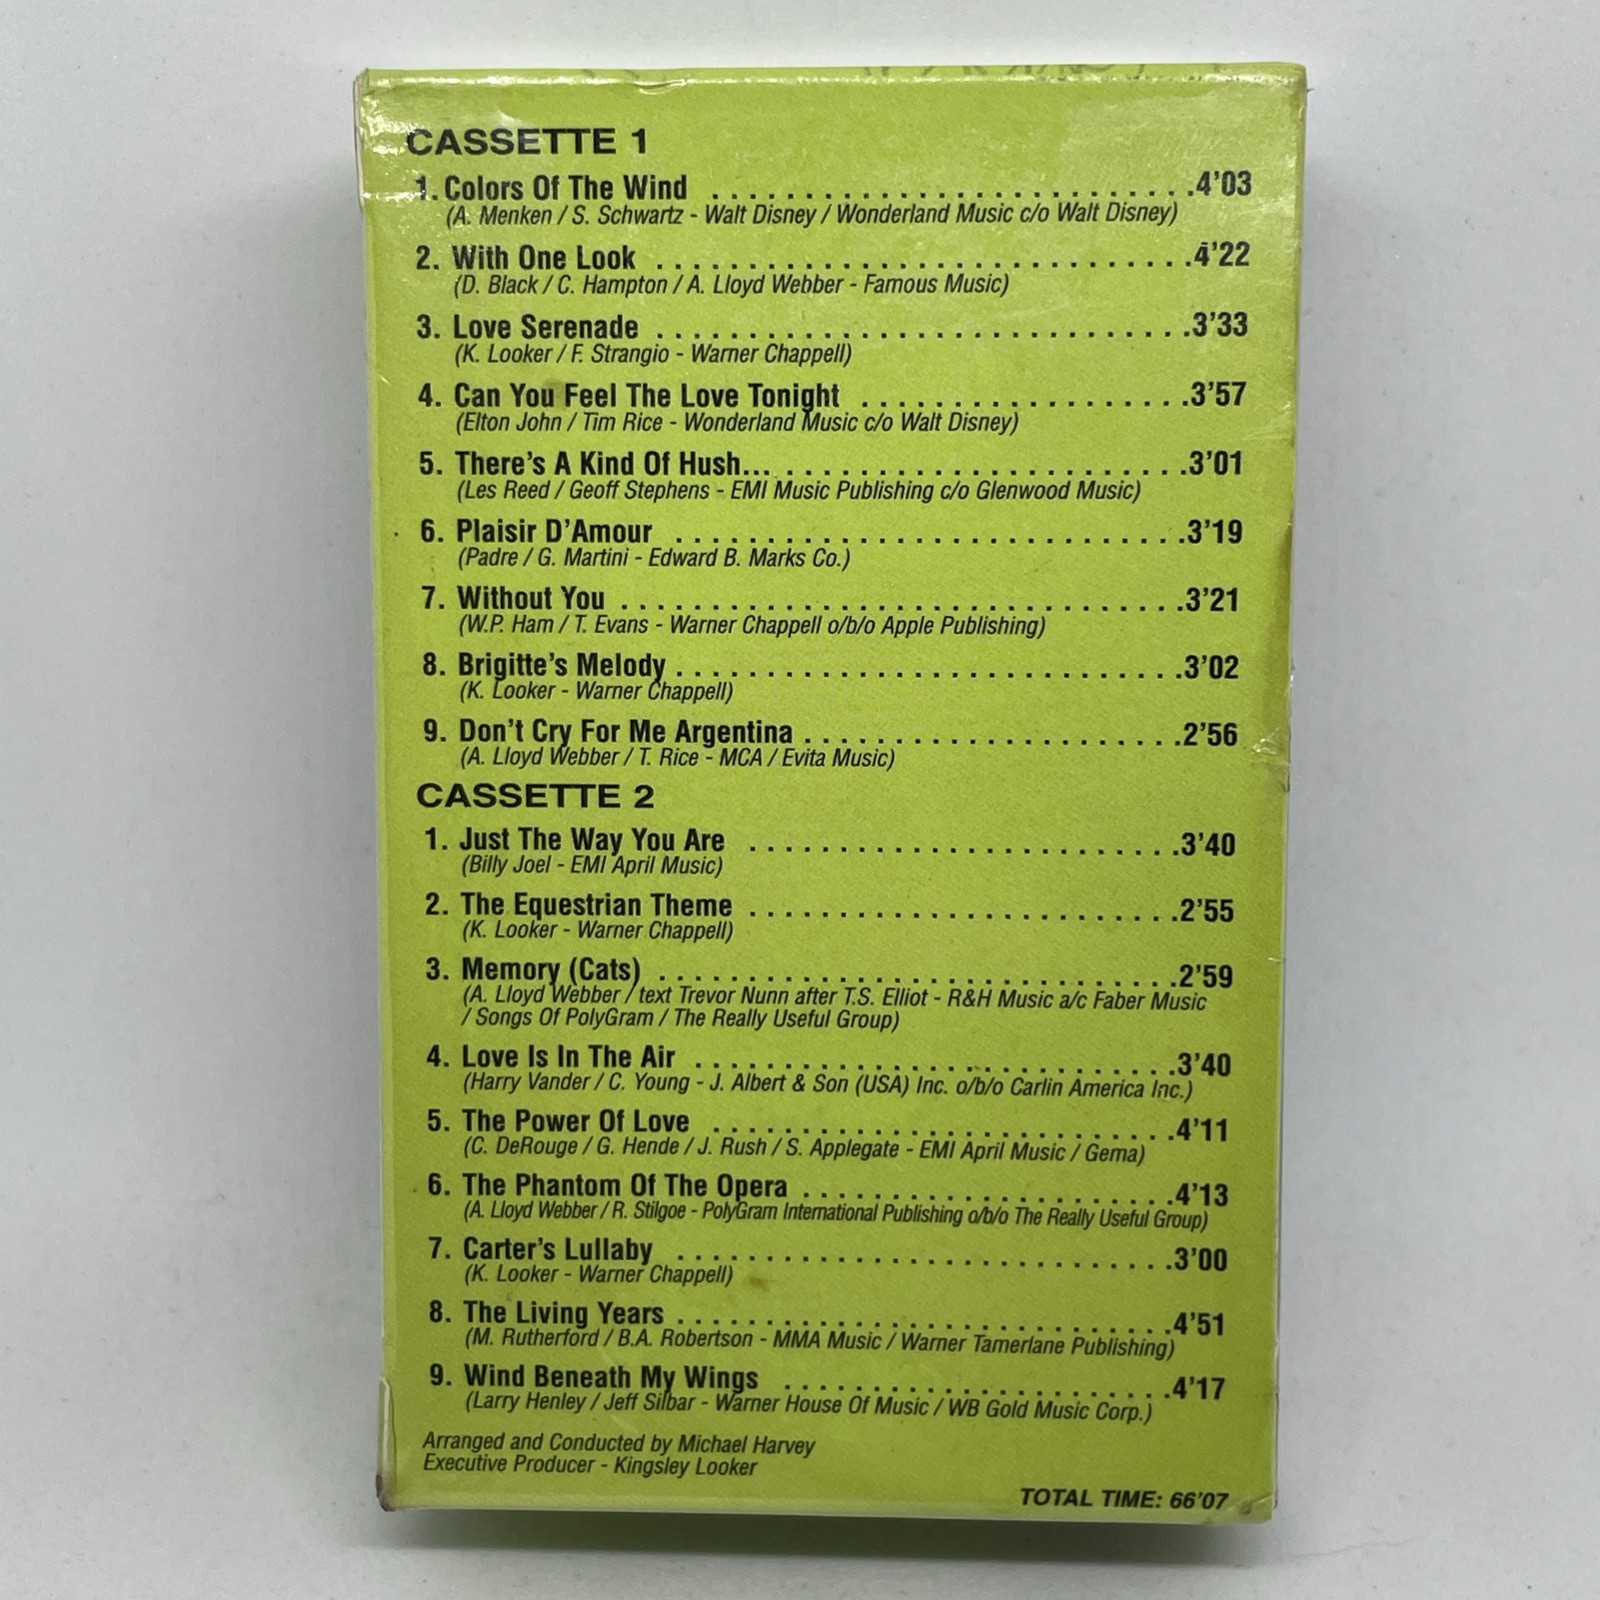 CASSETTE 1
1. Colors Of The Wind ........................... 4'03
(A. Menken / S. Schwartz - Walt Disney / Wonderland Music c/o Walt Disney)
2. With One Look .............................. 4'22
(D. Black / C. Hampton / A. Lloyd Webber - Famous Music)
3. Love Serenade .............................. 3'33
(K. Looker / F. Strangio - Warner Chappell)
4. Can You Feel The Love Tonight .................. 3'57
(Elton John / Tim Rice - Wonderland Music c/o Walt Disney)
5. There's A Kind Of Hush... ....................... 3'01
(Les Reed / Geoff Stephens - EMI Music Publishing c/o Glenwood Music)
6. Plaisir D'Amour ............................. 3'19
(Padre / G. Martini - Edward B. Marks Co.)
7. Without You ................................ 3'21
(W.P. Ham / T. Evans - Warner Chappell o/b/o Apple Publishing)
8. Brigitte's Melody ............................. 3'02
(K. Looker - Warner Chappell)
9. Don't Cry For Me Argentina ..................... 2'56
(A. Lloyd Webber / T. Rice - MCA / Evita Music)
CASSETTE 2
1. Just The Way You Are ........................ 3'40
(Billy Joel - EMI April Music)
2. The Equestrian Theme ........................ 2'55
(K. Looker - Warner Chappell)
3. Memory (Cats) ............................. 2'59
(A. Lloyd Webber / text Trevor Nunn after T.S. Elliot - R&H Music a/c Faber Music
/ Songs Of PolyGram / The Really Useful Group)
4. Love Is In The Air ........................... 3'40
(Harry Vander / C. Young - J. Albert & Son (USA) Inc. o/b/o Carlin America Inc.)
5. The Power Of Love .......................... 4'11
(C. DeRouge / G. Hende / J. Rush / S. Applegate - EMI April Music / Gema)
6. The Phantom Of The Opera ..................... 4'13
(A. Lloyd Webber / R. Stilgoe - PolyGram International Publishing o/b/o The Really Useful Group)
7. Carter's Lullaby ............................ 3'00
(K. Looker - Warner Chappell)
8. The Living Years ............................ 4'51
(M. Rutherford / B.A. Robertson - MMA Music / Warner Tamerlane Publishing)
9. Wind Beneath My Wings ...................... 4'17
(Larry Henley / Jeff Silbar - Warner House Of Music / WB Gold Music Corp.)
Arranged and Conducted by Michael Harvey
Executive Producer - Kingsley Looker
TOTAL TIME: 66'07